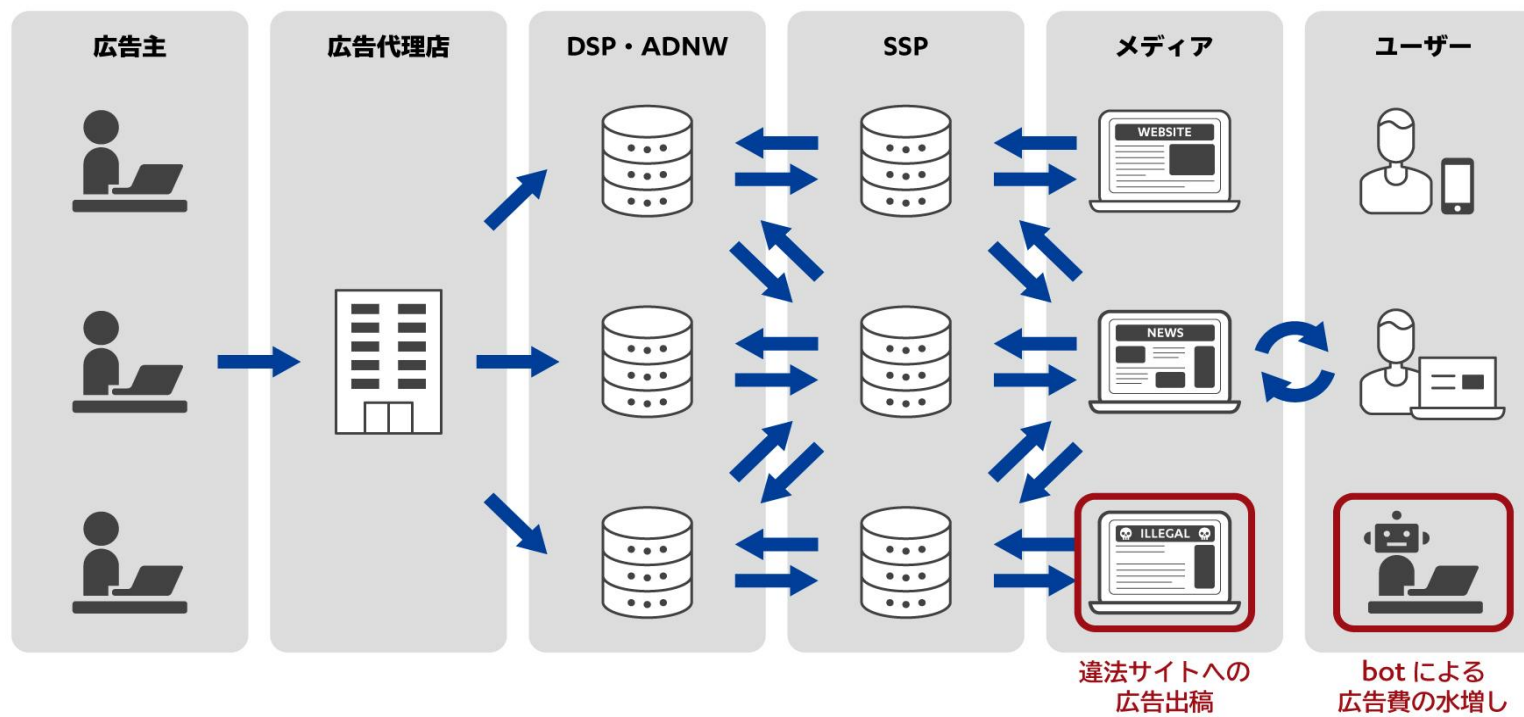 広告主
広告代理店
DSP・ADNW
SSP
メディア
ユーザー
WEBSITE
NEWS
ILLEGAL
違法サイトへの
広告出稿
bot による
広告費の水増し